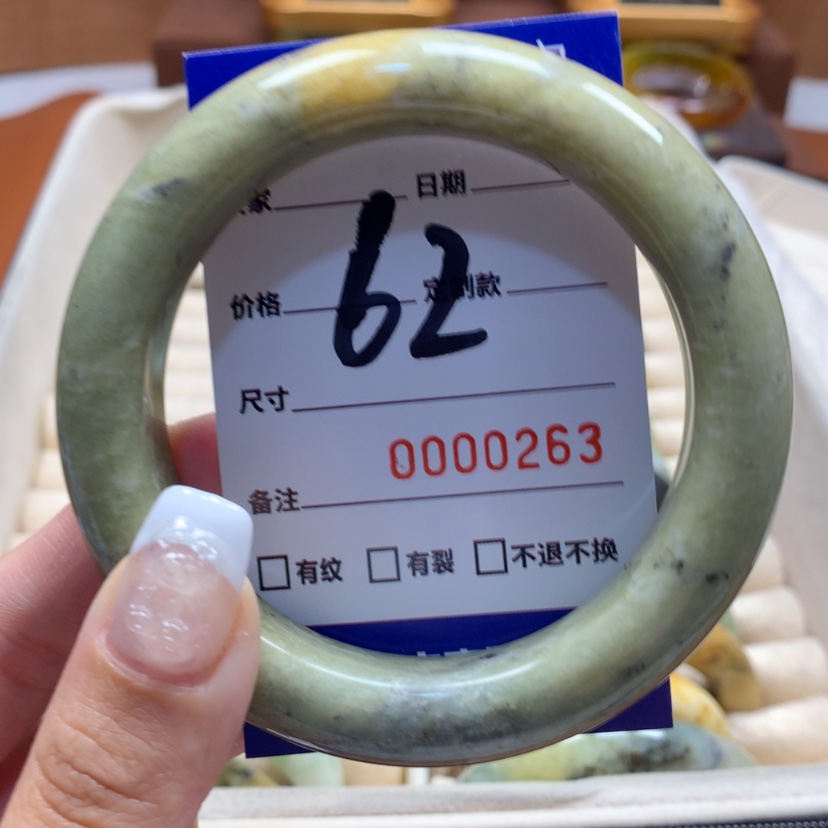 家 日期
62
价格 定制款
尺寸
0000263
备注
有纹 有裂 不退不换